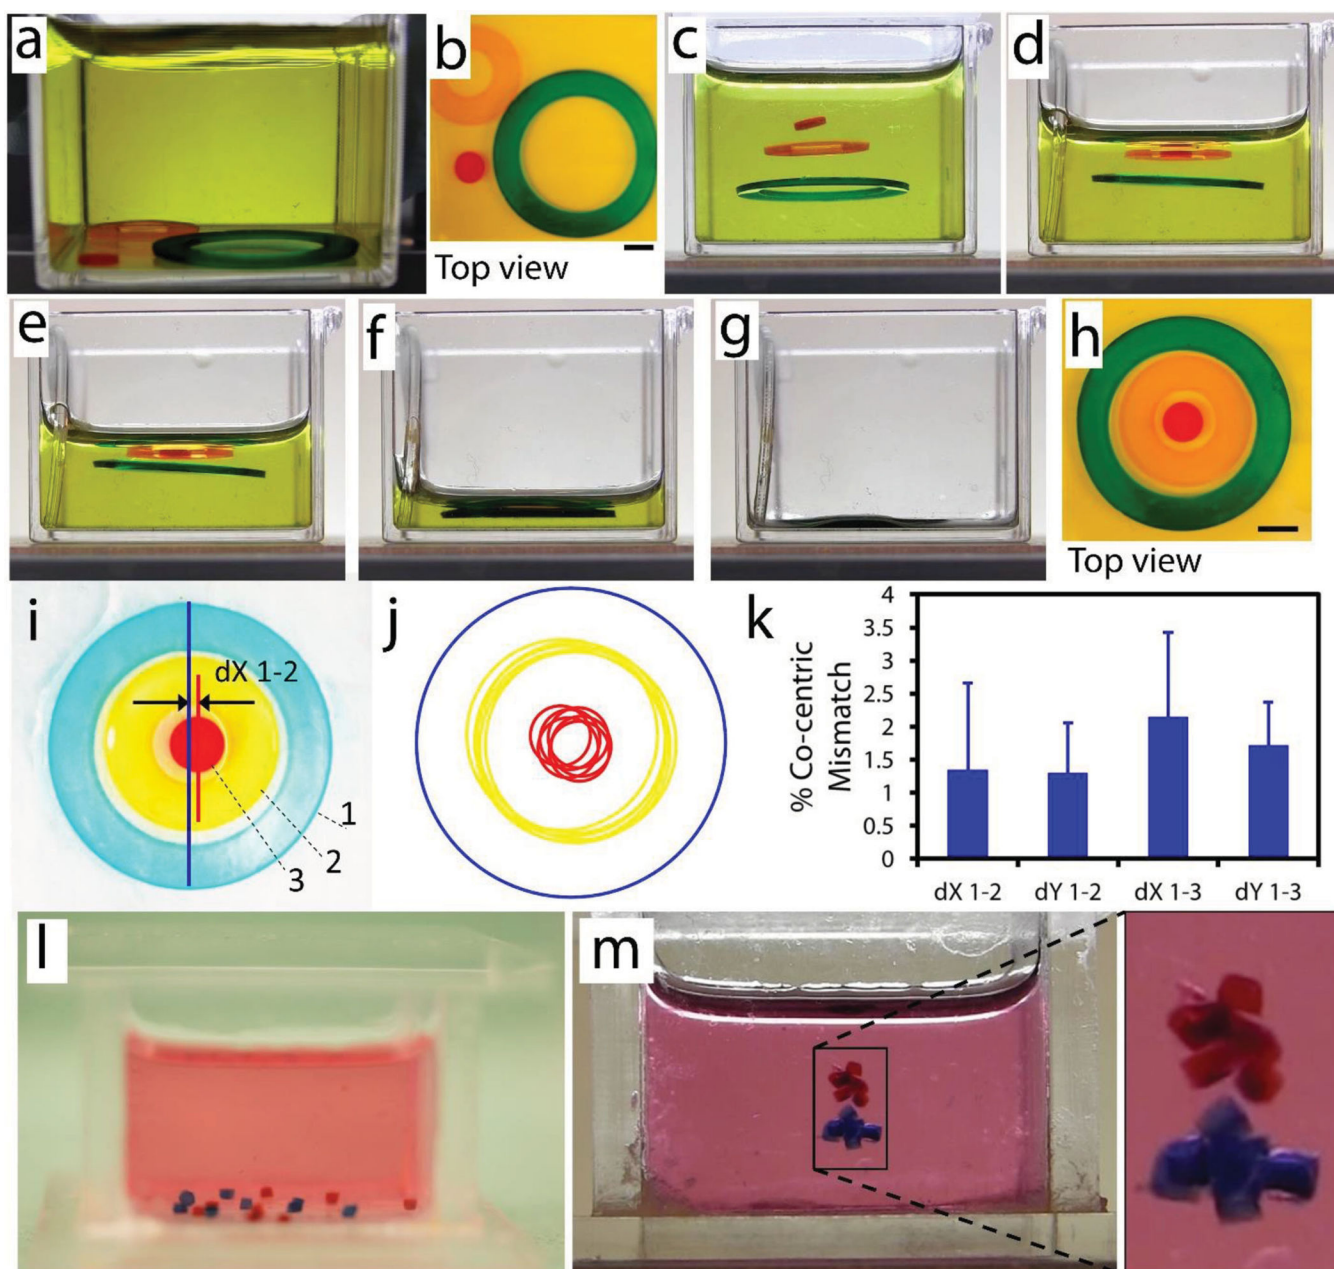 a
b
Top view
c
d
e
f
g
h
Top view
i
dX 1-2
1
2
3
j
k
% Co-centric
Mismatch
4
3.5
3
2.5
2
1.5
1
0.5
0
dX 1-2 dY 1-2 dX 1-3 dY 1-3
l
m